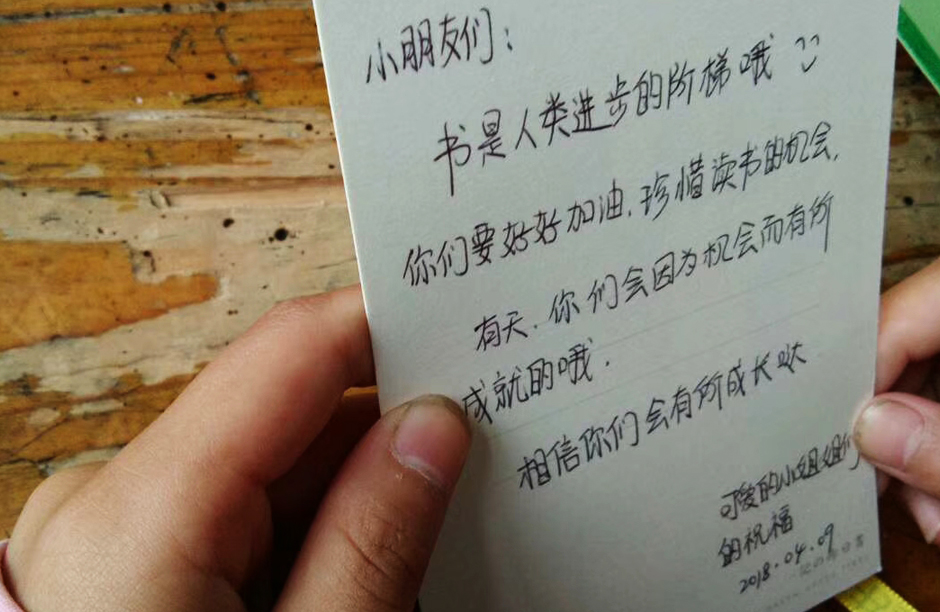 小朋友们:
书是人类进步的阶梯哦
你们要好好加油,珍惜读书的机会,
有天,你们会因为机会而有所
成就的哦.
相信你们会有所成长哒
可爱的小姐姐们
的祝福
2018.04.09